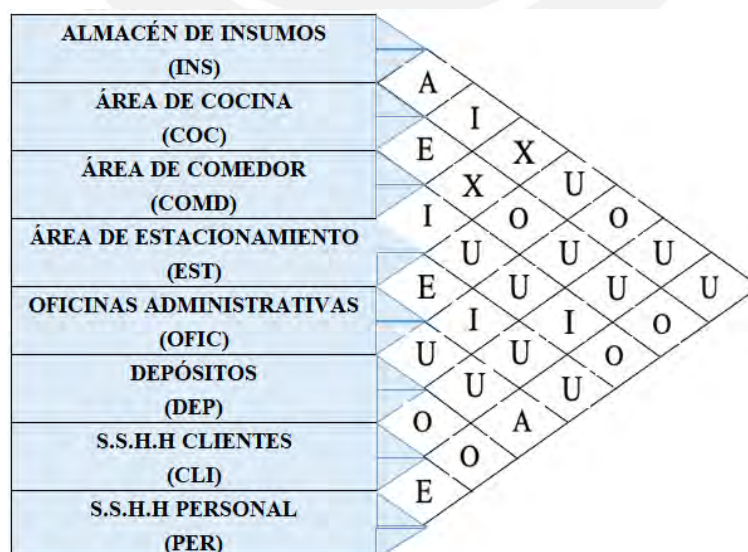 ALMACÉN DE INSUMOS
(INS)
ÁREA DE COCINA
(COC)
ÁREA DE COMEDOR
(COMD)
ÁREA DE ESTACIONAMIENTO
(EST)
OFICINAS ADMINISTRATIVAS
(OFIC)
DEPÓSITOS
(DEP)
S.S.H.H CLIENTES
(CLI)
S.S.H.H PERSONAL
(PER)
A
I
E X
X U
I O O
U U U
E U U U
I I O
U U O
U U
O A
O
E